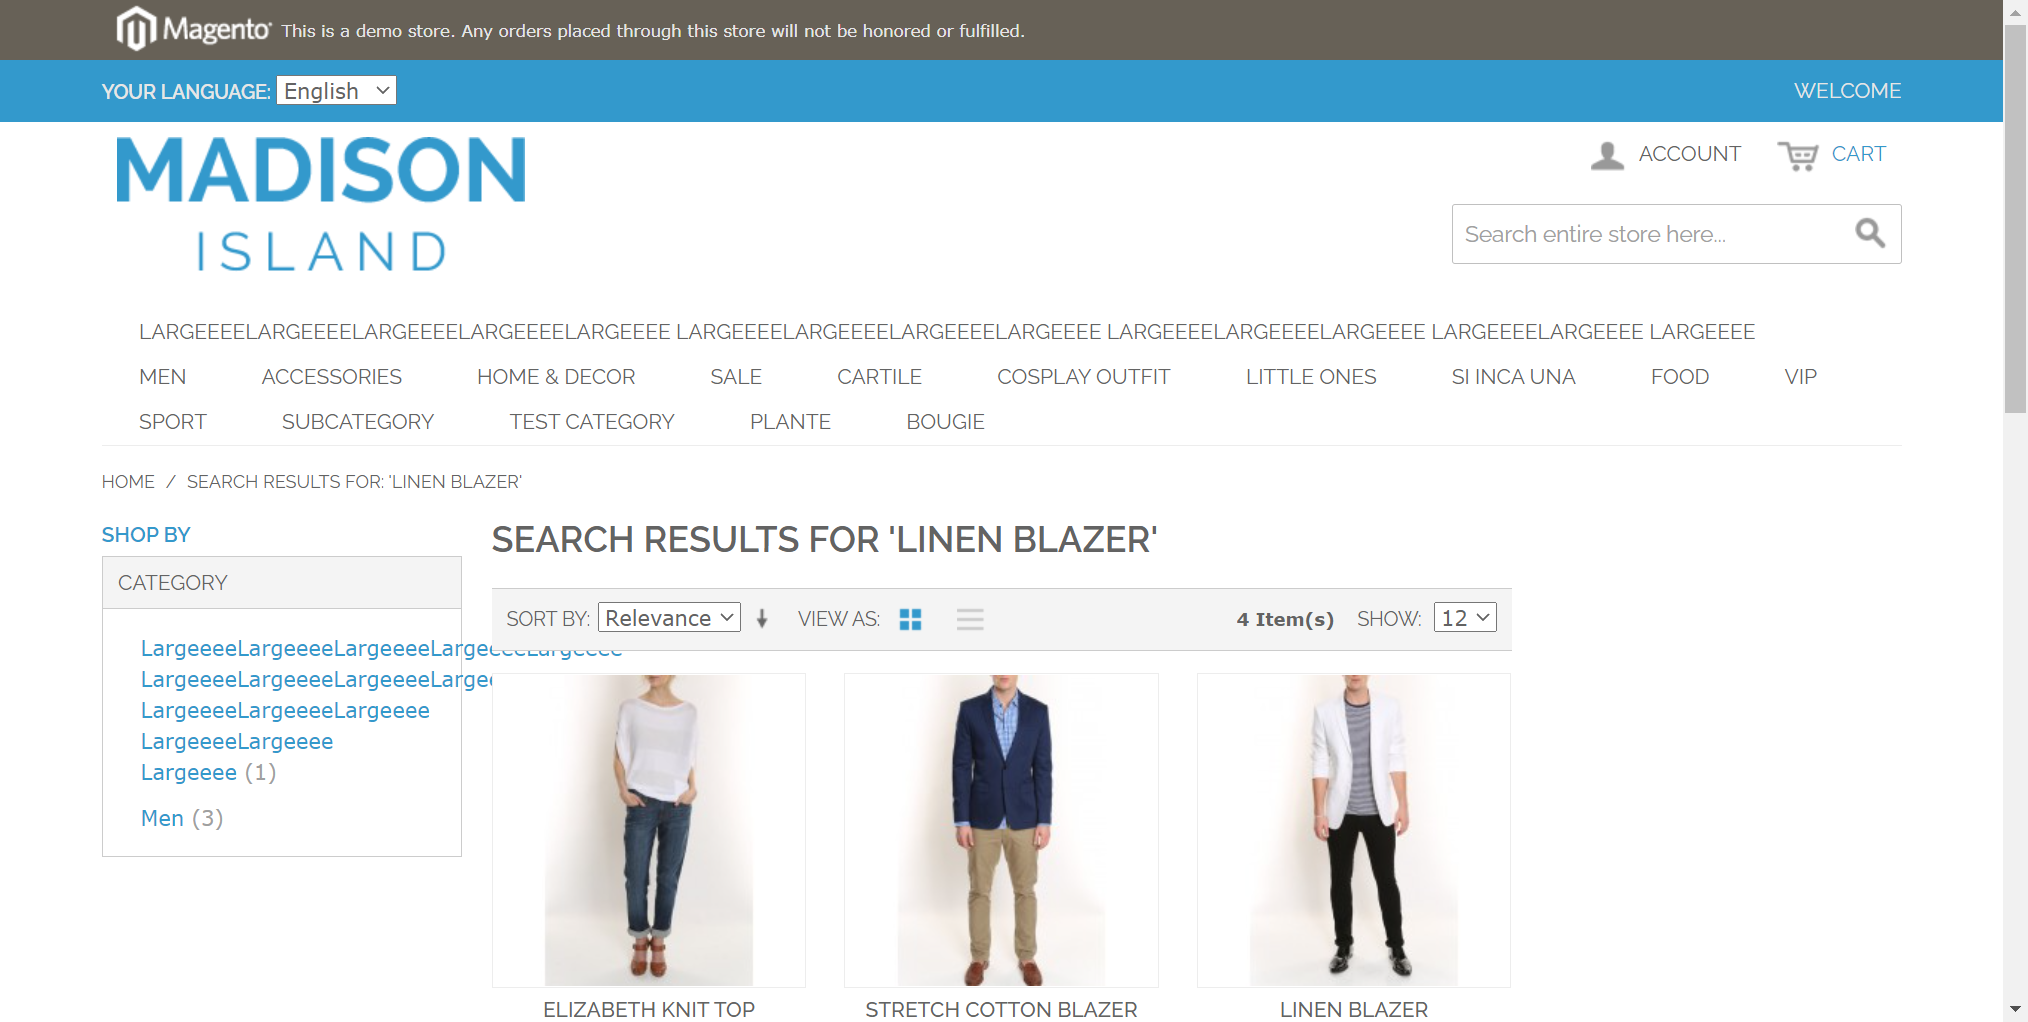 Magento This is a demo store. Any orders placed through this store will not be honored or fulfilled.
YOUR LANGUAGE: English
WELCOME
MADISON
ISLAND
ACCOUNT
CART
Search entire store here...
LARGEEEELARGEEEELARGEEEELARGEEEELARGEEEE LARGEEEELARGEEEELARGEEEELARGEEEE LARGEEEELARGEEEELARGEEEE LARGEEEELARGEEEE LARGEEEE
MEN ACCESSORIES HOME & DECOR SALE CARTILE COSPLAY OUTFIT LITTLE ONES SI INCA UNA FOOD VIP
SPORT SUBCATEGORY TEST CATEGORY PLANTE BOUGIE
HOME / SEARCH RESULTS FOR: 'LINEN BLAZER'
SHOP BY
CATEGORY
LargeeeeLargeeeeLargeeeeLargeeeeLargeeee
LargeeeeLargeeeeLargeeeeLargee
LargeeeeLargeeeeLargeeee
LargeeeeLargeeee
Largeeee (1)
Men (3)
SEARCH RESULTS FOR 'LINEN BLAZER'
SORT BY: Relevance VIEW AS: 4 Item(s) SHOW: 12
ELIZABETH KNIT TOP
STRETCH COTTON BLAZER
LINEN BLAZER